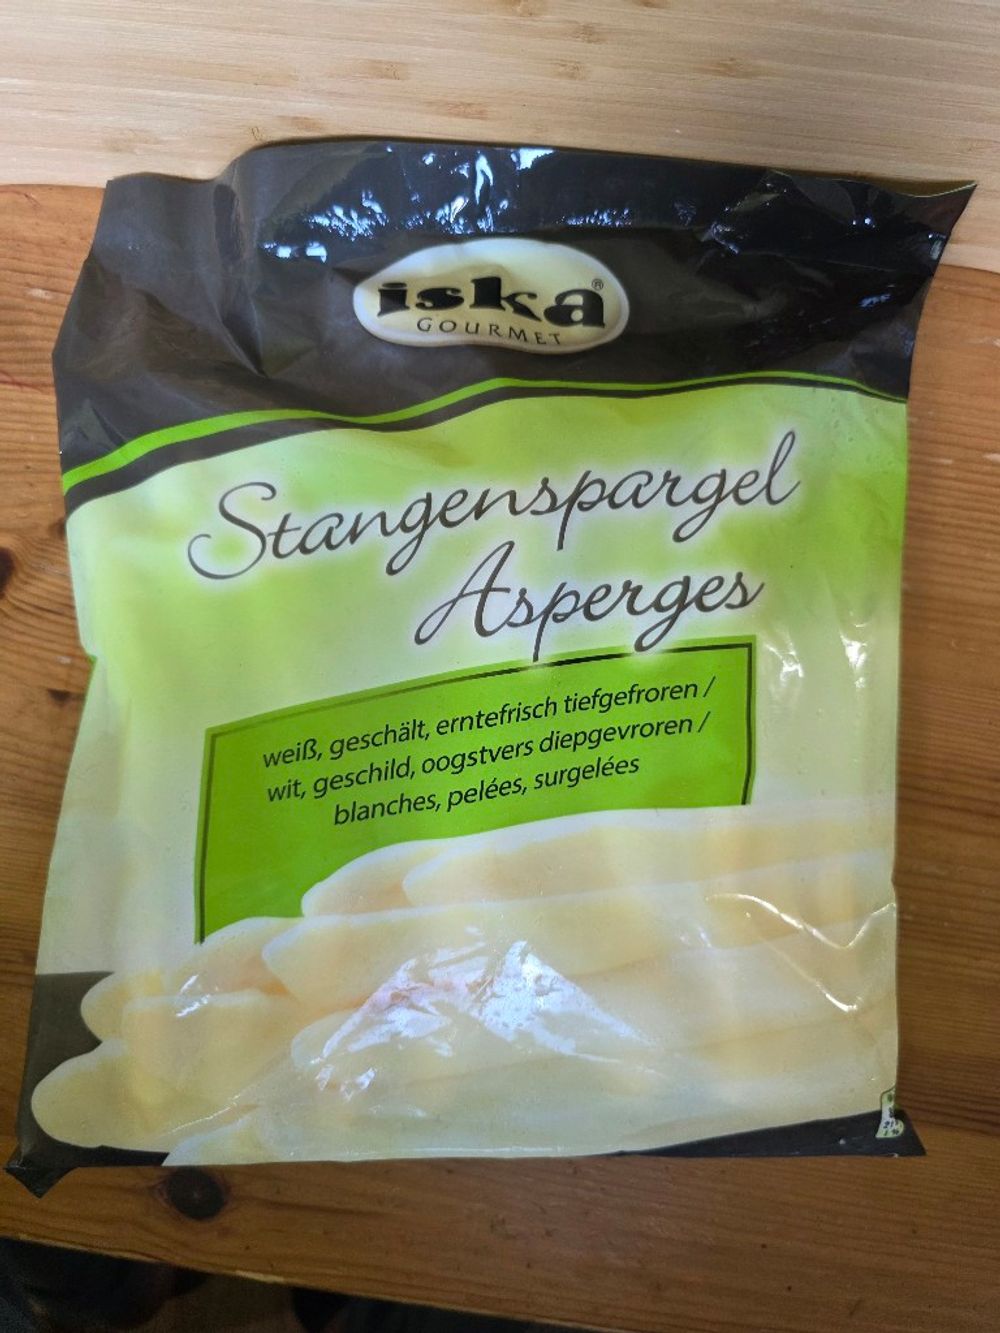 iska®
GOURMET
Stangenspargel
Asperges
weiß, geschält, erntefrisch tiefgefroren /
wit, geschild, oogstvers diepgevroren /
blanches, pelées, surgelées